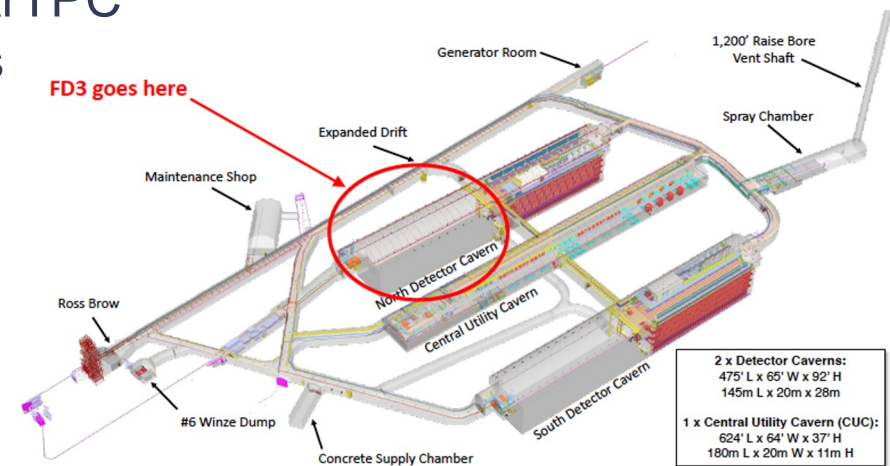 FD3 goes here
Generator Room
1,200' Raise Bore
Vent Shaft
Expanded Drift
Spray Chamber
Maintenance Shop
North Detector Cavern
Ross Brow
Central Utility Cavern
South Detector Cavern
#6 Winze Dump
Concrete Supply Chamber
2 x Detector Caverns:
475' L x 65' W x 92' H
145m L x 20m x 28m
1 x Central Utility Cavern (CUC):
624' L x 64' W x 37' H
180m L x 20m W x 11m H